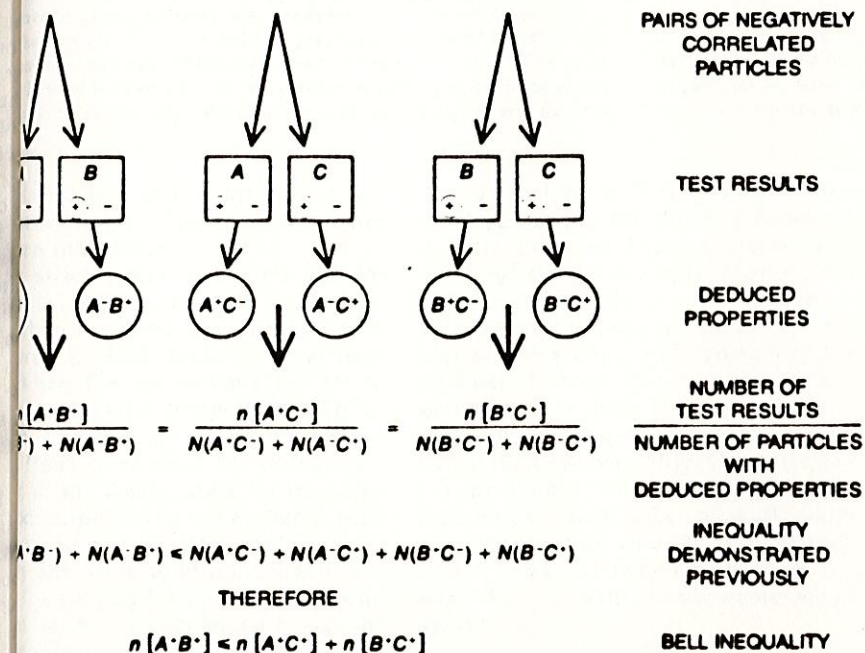 PAIRS OF NEGATIVELY
CORRELATED
PARTICLES
B A C B C
+ - + - + - + - + -
TEST RESULTS
A⁻B⁺ A⁺C⁻ A⁻C⁺ B⁺C⁻ B⁻C⁺
DEDUCED
PROPERTIES
[A⁺B⁺] = n [A⁺C⁺] = n [B⁺C⁺]
NUMBER OF
TEST RESULTS
) + N(A⁻B⁺) N(A⁺C⁻) + N(A⁻C⁺) N(B⁺C⁻) + N(B⁻C⁺)
NUMBER OF PARTICLES
WITH
DEDUCED PROPERTIES
B⁻) + N(A⁻B⁺) ≤ N(A⁺C⁻) + N(A⁻C⁺) + N(B⁺C⁻) + N(B⁻C⁺)
INEQUALITY
DEMONSTRATED
PREVIOUSLY
THEREFORE
n [A⁺B⁺] ≤ n [A⁺C⁺] + n [B⁺C⁺]
BELL INEQUALITY